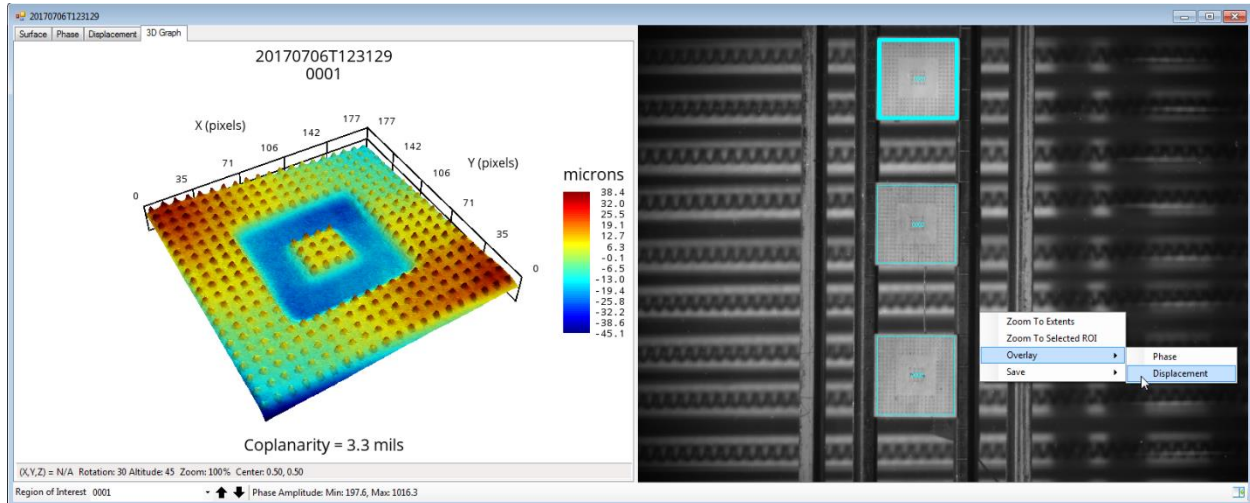 20170706T123129
Surface Phase Displacement 3D Graph
20170706T123129
0001
X (pixels)
0 35 71 106 142 177
177 142 106 71 35 0
Y (pixels)
microns
38.4
32.0
25.5
19.1
12.7
6.3
-0.1
-6.5
-13.0
-19.4
-25.8
-32.2
-38.6
-45.1
Coplanarity = 3.3 mils
(X,Y,Z) = N/A Rotation: 30 Altitude: 45 Zoom: 100% Center: 0.50, 0.50
Region of Interest 0001
Phase Amplitude: Min: 197.6, Max: 1016.3
Zoom To Extents
Zoom To Selected ROI
Overlay
Save
Phase
Displacement